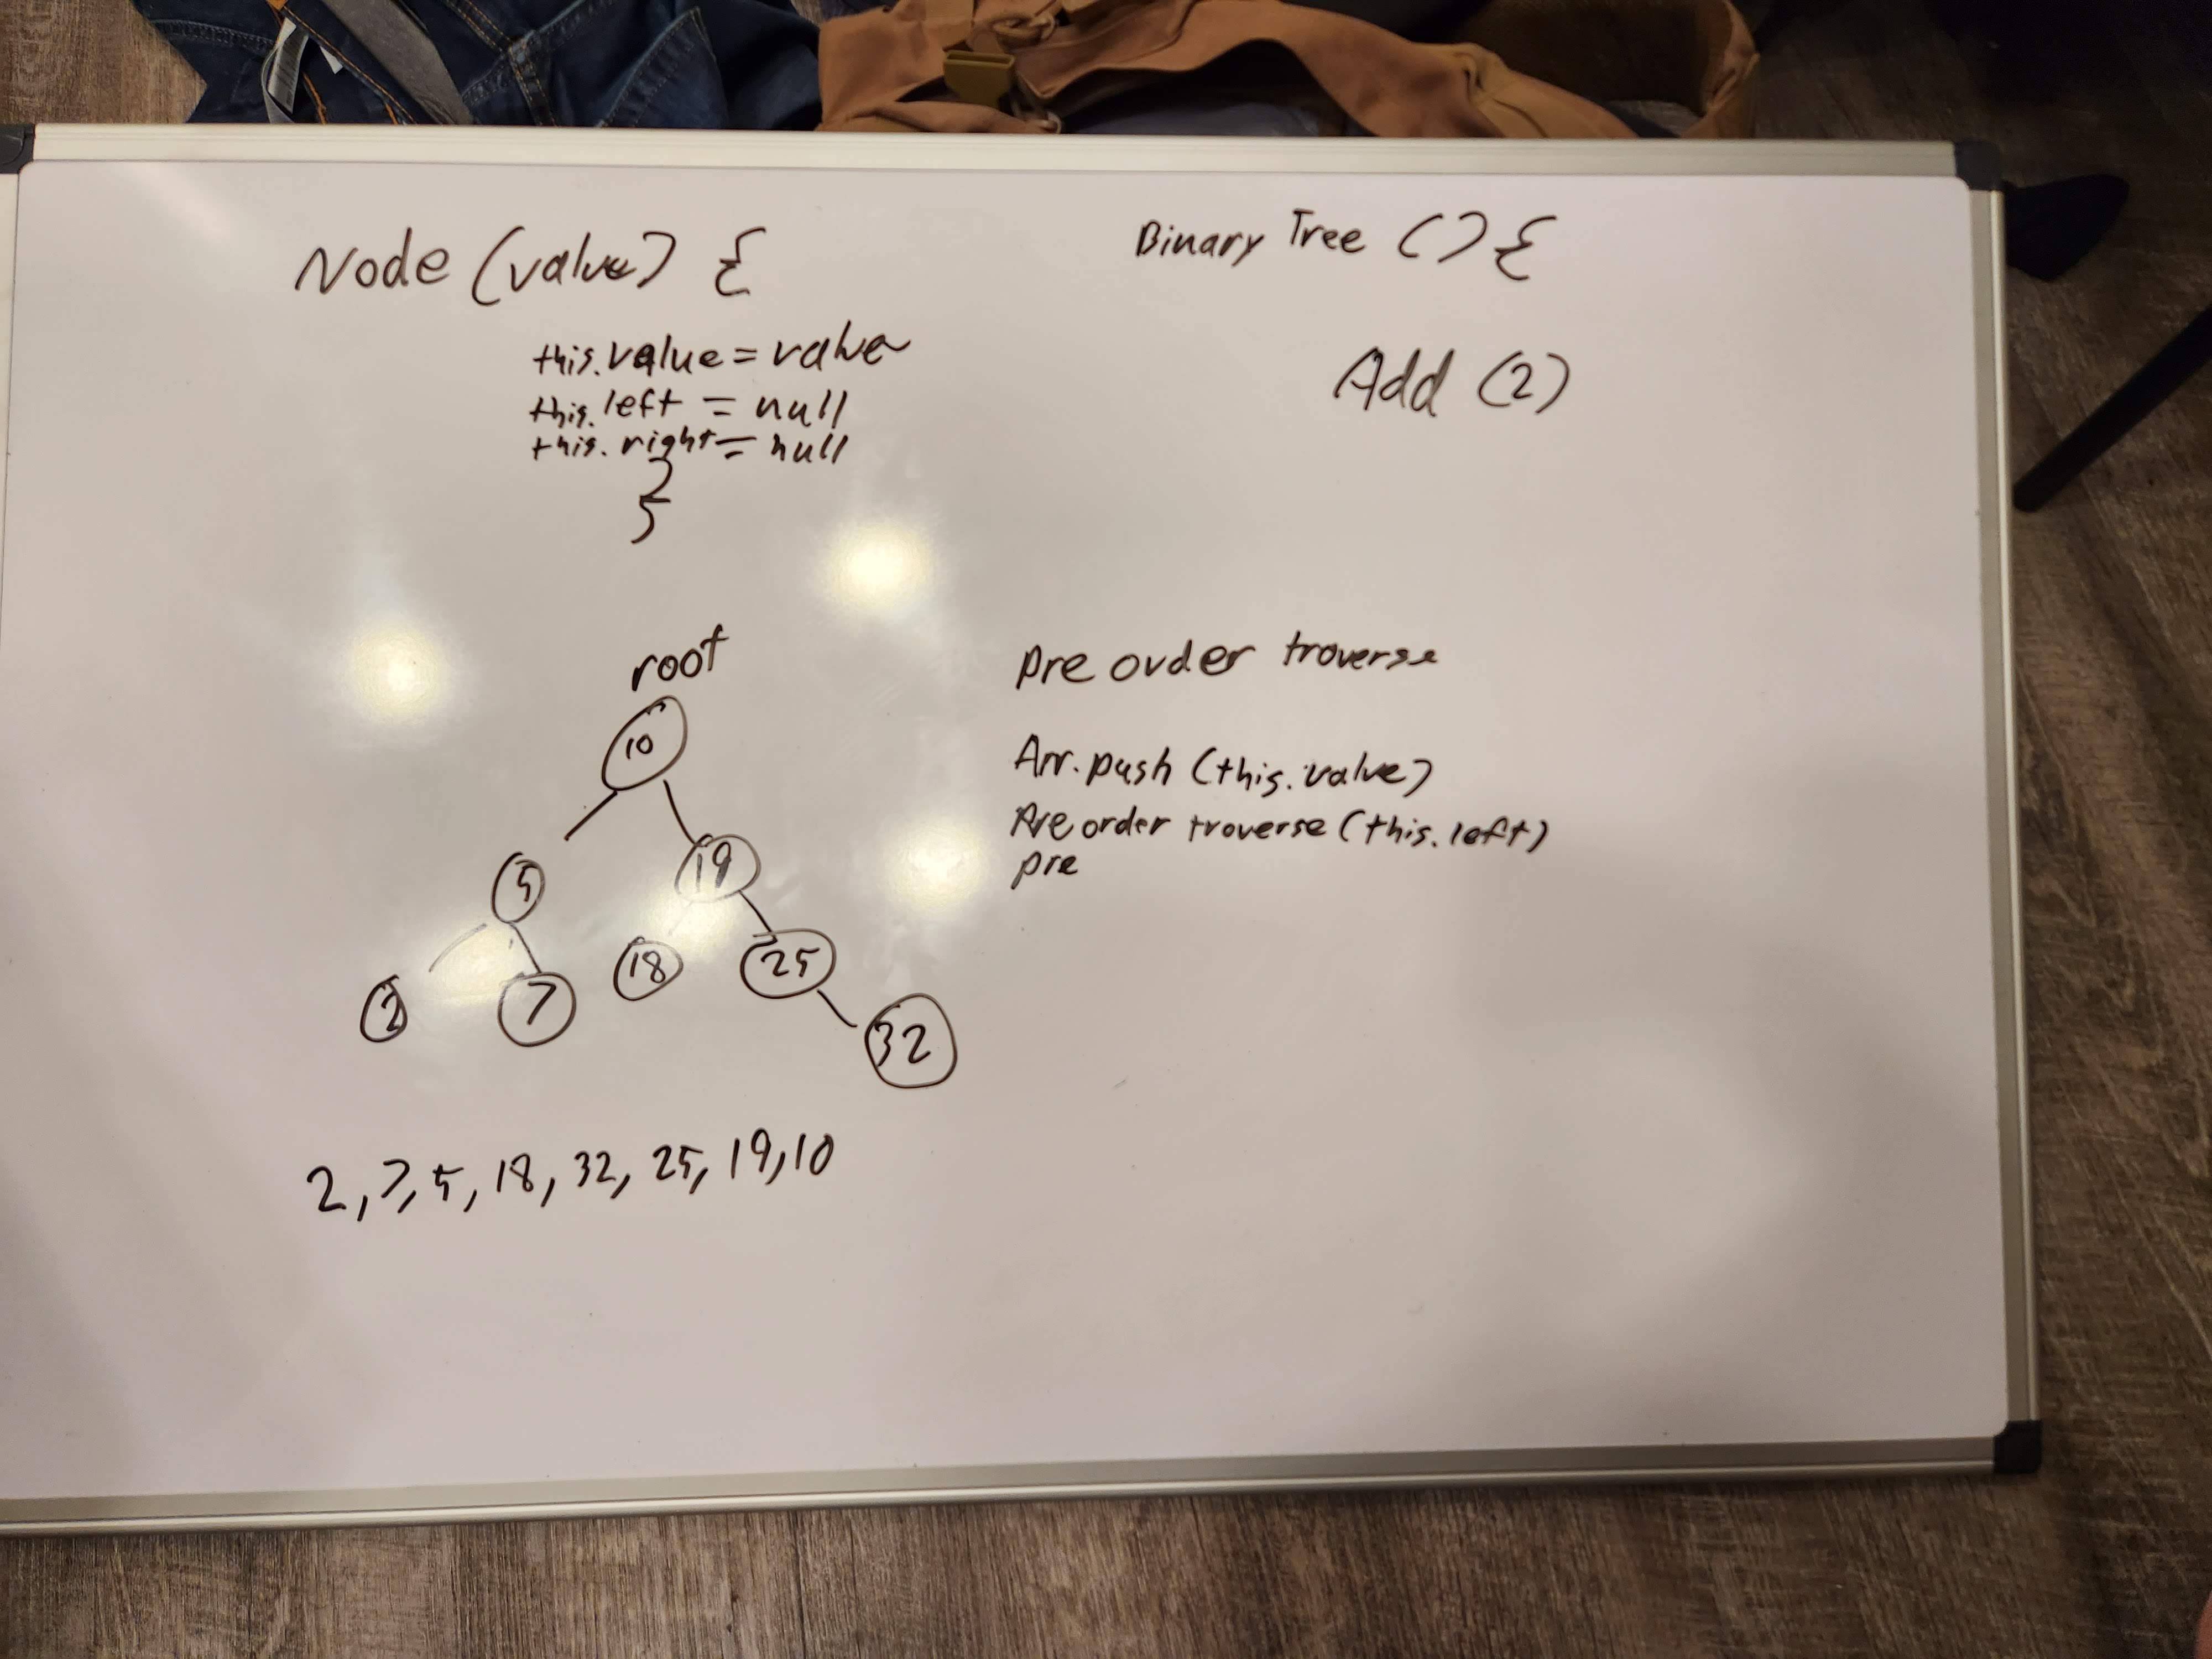 Node (value) {
this.value = value
this.left = null
this.right = null
}
Binary Tree () {
Add (2)
root
10
5
19
2
7
18
25
32
pre order traverse
Arr.push (this.value)
Pre order traverse (this.left)
pre
2, 7, 5, 18, 32, 25, 19, 10